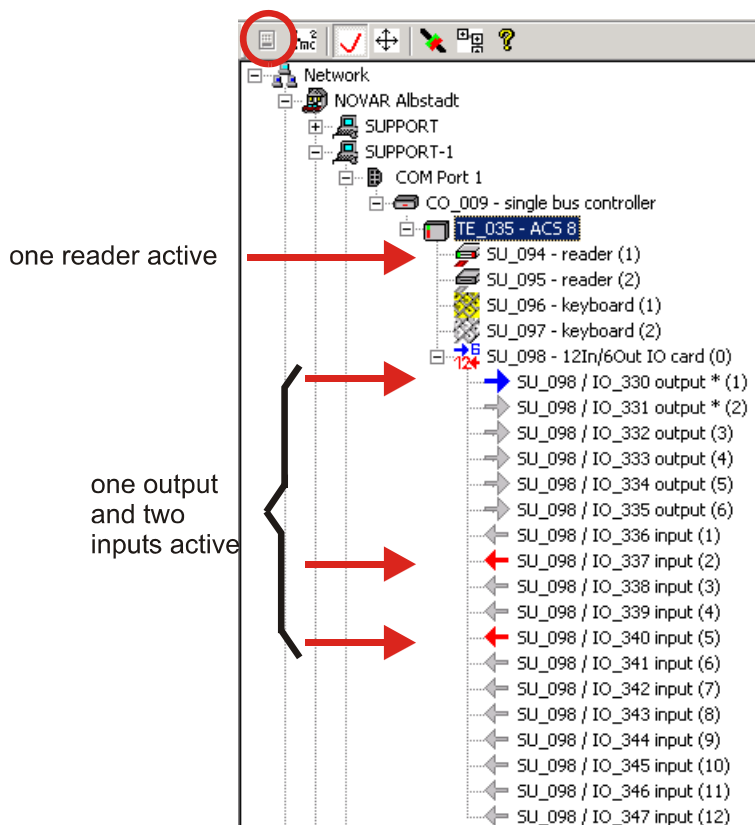 mc²
Network
NOVAR Albstadt
SUPPORT
SUPPORT-1
COM Port 1
CO_009 - single bus controller
TE_035 - ACS 8
one reader active
SU_094 - reader (1)
SU_095 - reader (2)
SU_096 - keyboard (1)
SU_097 - keyboard (2)
6
12
SU_098 - 12In/6Out IO card (0)
SU_098 / IO_330 output * (1)
SU_098 / IO_331 output * (2)
SU_098 / IO_332 output (3)
SU_098 / IO_333 output (4)
one output
and two
inputs active
SU_098 / IO_334 output (5)
SU_098 / IO_335 output (6)
SU_098 / IO_336 input (1)
SU_098 / IO_337 input (2)
SU_098 / IO_338 input (3)
SU_098 / IO_339 input (4)
SU_098 / IO_340 input (5)
SU_098 / IO_341 input (6)
SU_098 / IO_342 input (7)
SU_098 / IO_343 input (8)
SU_098 / IO_344 input (9)
SU_098 / IO_345 input (10)
SU_098 / IO_346 input (11)
SU_098 / IO_347 input (12)